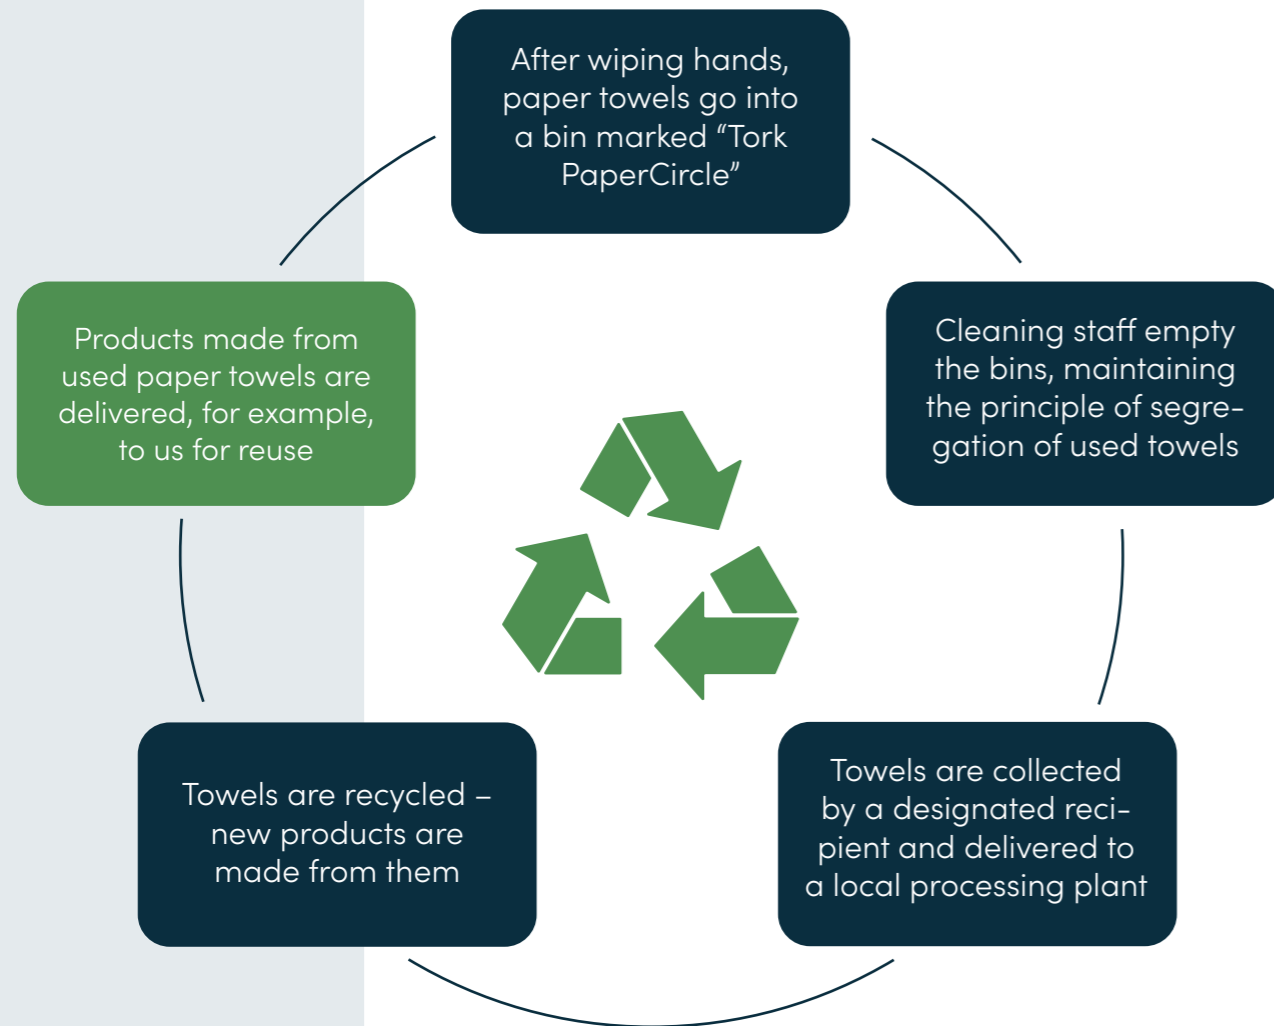 After wiping hands,
paper towels go into
a bin marked “Tork
PaperCircle”
Cleaning staff empty
the bins, maintaining
the principle of segre-
gation of used towels
Towels are collected
by a designated reci-
pient and delivered to
a local processing plant
Towels are recycled –
new products are
made from them
Products made from
used paper towels are
delivered, for example,
to us for reuse